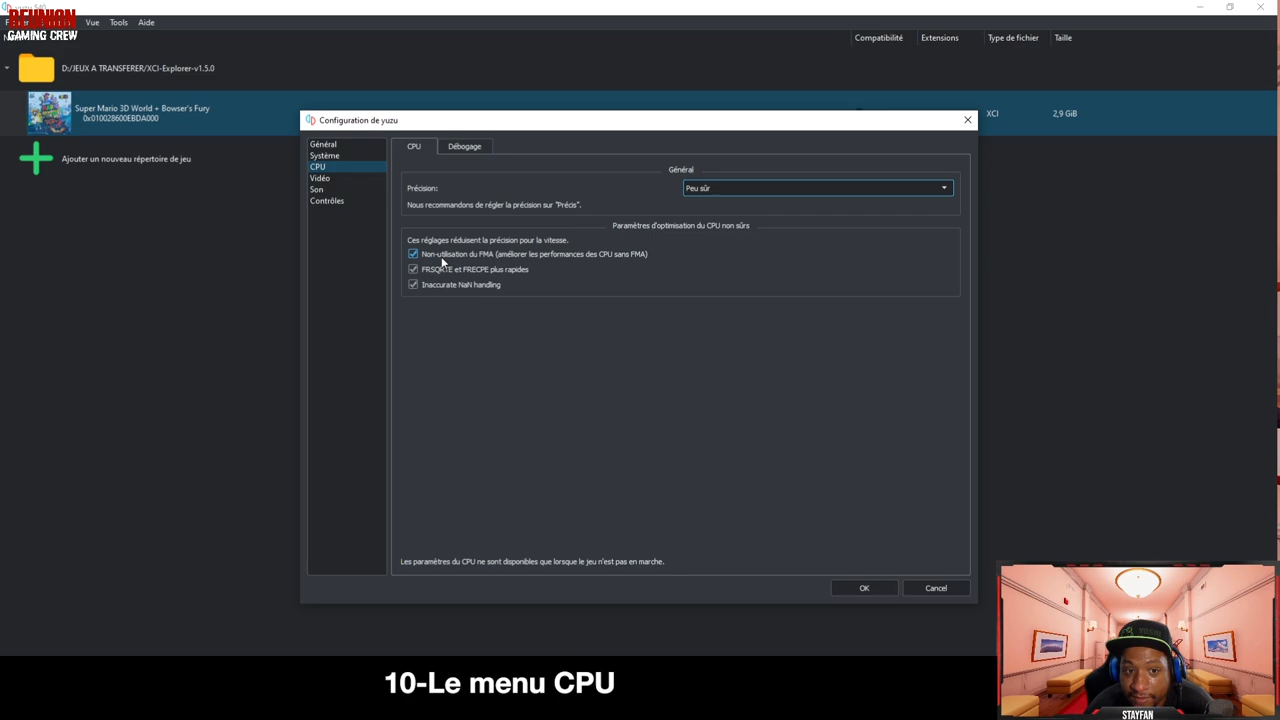 yuzu 540
REUNION
GAMING CREW
Vue Tools Aide
Compatibilité Extensions Type de fichier Taille
D:/JEUX A TRANSFERER/XCI-Explorer-v1.5.0
Super Mario 3D World + Bowser's Fury
0x010028600EBDA000
XCI 2,9 GiB
Ajouter un nouveau répertoire de jeu
Configuration de yuzu
Général
Système
CPU
Vidéo
Son
Contrôles
CPU Débogage
Général
Précision: Peu sûr
Nous recommandons de régler la précision sur "Précis".
Paramètres d'optimisation du CPU non sûrs
Ces réglages réduisent la précision pour la vitesse.
Non-utilisation du FMA (améliorer les performances des CPU sans FMA)
FRSQRTE et FRECPE plus rapides
Inaccurate NaN handling
Les paramètres du CPU ne sont disponibles que lorsque le jeu n'est pas en marche.
OK Cancel
10-Le menu CPU
STAYFAN